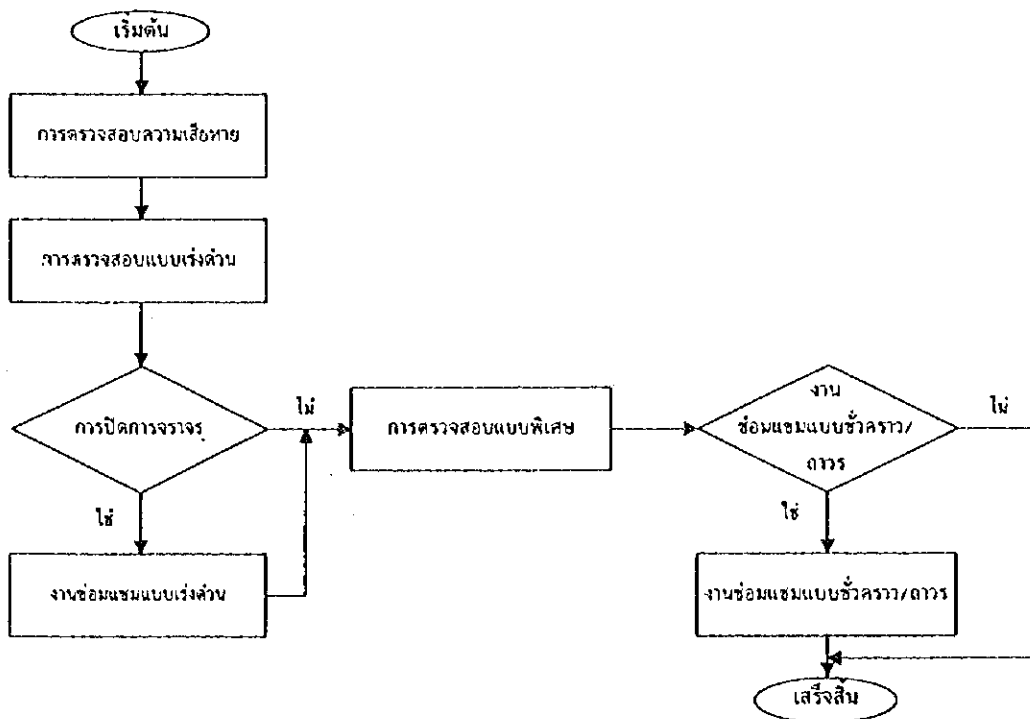 เริ่มต้น
การตรวจสอบความเสียหาย
การตรวจสอบแบบเร่งด่วน
การปิดการจราจร
ไม่
ใช่
งานซ่อมแซมแบบเร่งด่วน
การตรวจสอบแบบพิเศษ
งาน
ซ่อมแซมแบบชั่วคราว/
ถาวร
ไม่
ใช่
งานซ่อมแซมแบบชั่วคราว/ถาวร
เสร็จสิ้น